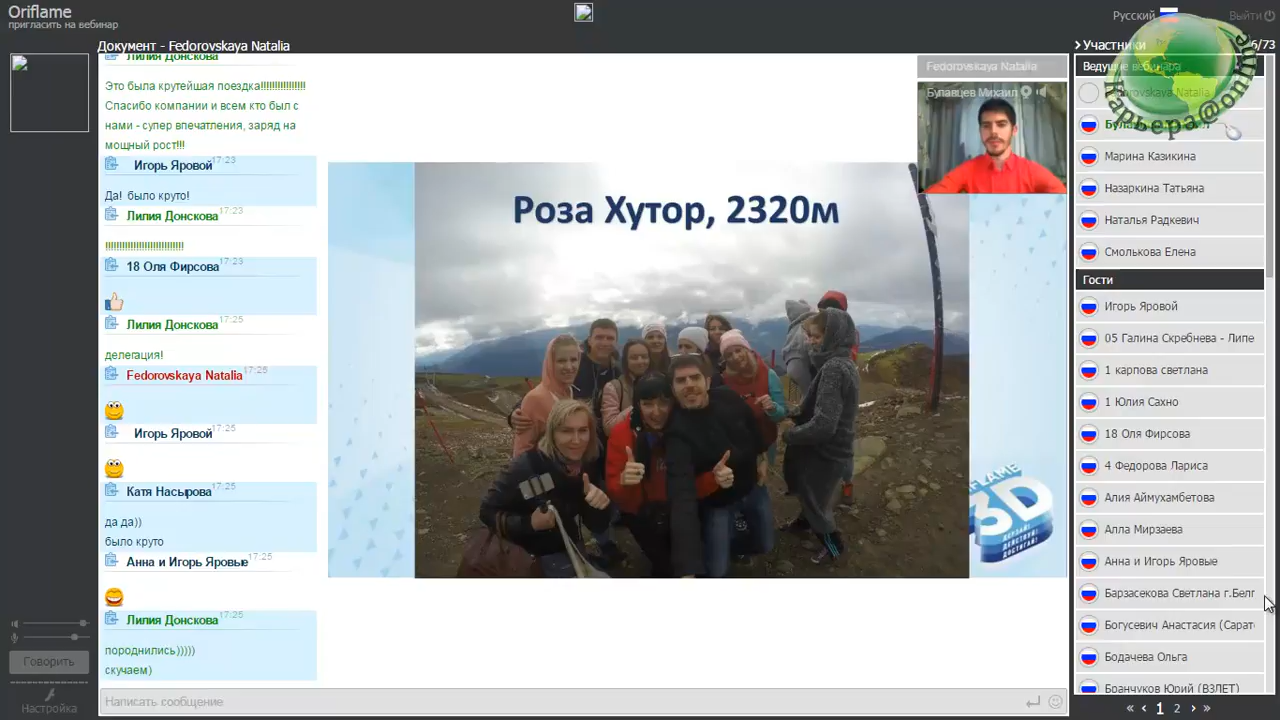 Oriflame
пригласить на вебинар
Русский
Выйти
Документ - Fedorovskaya Natalia
Лилия Донскова
Это была крутейшая поездка!!!!!!!!!!!!!!!!
Спасибо компании и всем кто был с
нами - супер впечатления, заряд на
мощный рост!!!
Игорь Яровой 17:23
Да! было круто!
Лилия Донскова 17:23
!!!!!!!!!!!!!!!!!!!!!!!!!!!!
18 Оля Фирсова 17:23
Лилия Донскова 17:25
делегация!
Fedorovskaya Natalia 17:25
Игорь Яровой 17:25
Катя Насырова 17:25
да да))
было круто
Анна и Игорь Яровые 17:25
Лилия Донскова 17:25
породнились)))))
скучаем)
Написать сообщение
Говорить
Настройка
Fedorovskaya Natalia
Булавцев Михаил
Роза Хутор, 2320м
3D
ДЕРЗАЙ!
ДЕЙСТВУЙ!
ДОСТИГАЙ!
Участники
6/73
Карьера@online
Ведущие вебинара
Марина Казикина
Назаркина Татьяна
Наталья Радкевич
Смолькова Елена
Гости
Игорь Яровой
05 Галина Скребнева - Липе
1 карпова светлана
1 Юлия Сахно
18 Оля Фирсова
4 Федорова Лариса
Алия Аймухамбетова
Алла Мирзаева
Анна и Игорь Яровые
Барзасекова Светлана г.Белг
Богусевич Анастасия (Сарат
Бодачева Ольга
Бранчуков Юрий (ВЗЛЕТ)
« ‹ 1 2 › »